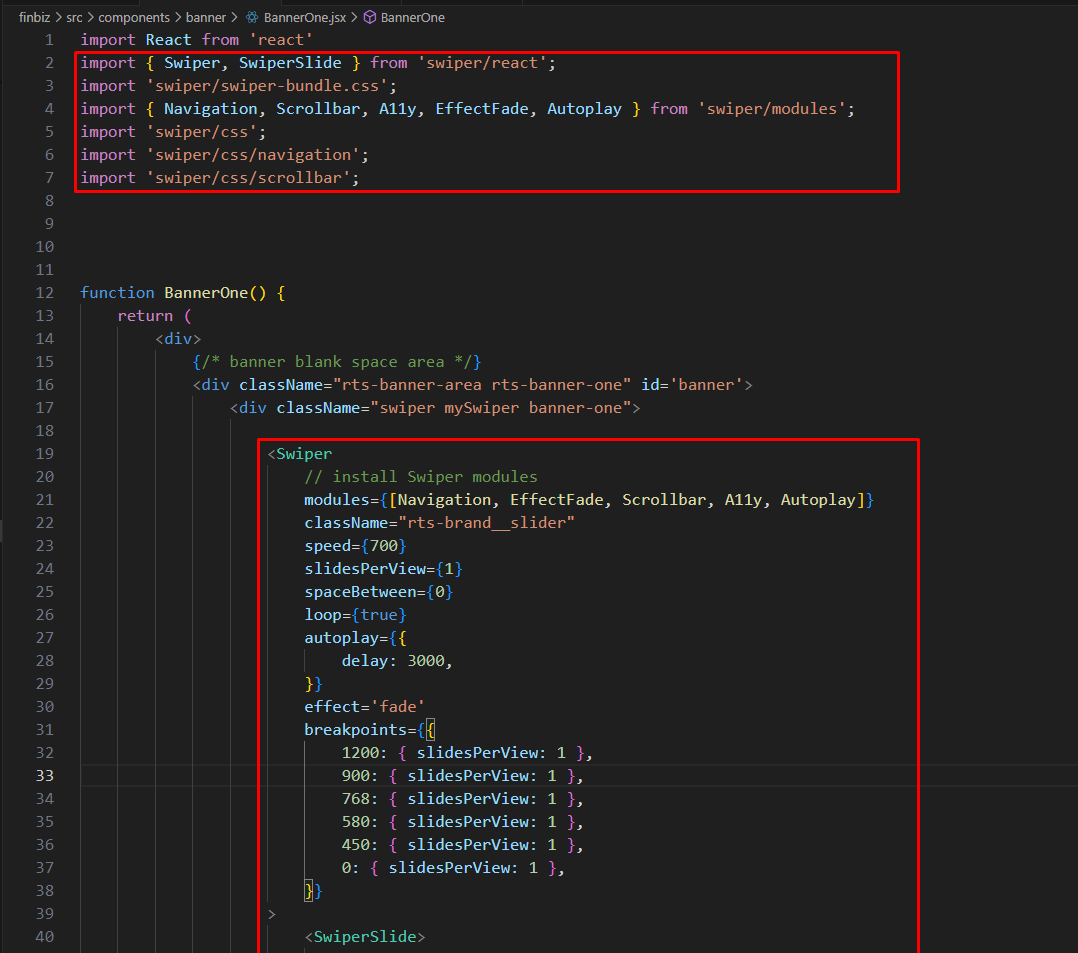 finbiz > src > components > banner > BannerOne.jsx > BannerOne
1 import React from 'react'
2 import { Swiper, SwiperSlide } from 'swiper/react';
3 import 'swiper/swiper-bundle.css';
4 import { Navigation, Scrollbar, A11y, EffectFade, Autoplay } from 'swiper/modules';
5 import 'swiper/css';
6 import 'swiper/css/navigation';
7 import 'swiper/css/scrollbar';
8
9
10
11
12 function BannerOne() {
13 return (
14 <div>
15 {/* banner blank space area */}
16 <div className="rts-banner-area rts-banner-one" id='banner'>
17 <div className="swiper mySwiper banner-one">
18
19 <Swiper
20 // install Swiper modules
21 modules={[Navigation, EffectFade, Scrollbar, A11y, Autoplay]}
22 className="rts-brand__slider"
23 speed={700}
24 slidesPerView={1}
25 spaceBetween={0}
26 loop={true}
27 autoplay={{
28 delay: 3000,
29 }}
30 effect='fade'
31 breakpoints={{
32 1200: { slidesPerView: 1 },
33 900: { slidesPerView: 1 },
34 768: { slidesPerView: 1 },
35 580: { slidesPerView: 1 },
36 450: { slidesPerView: 1 },
37 0: { slidesPerView: 1 },
38 }}
39 >
40 <SwiperSlide>